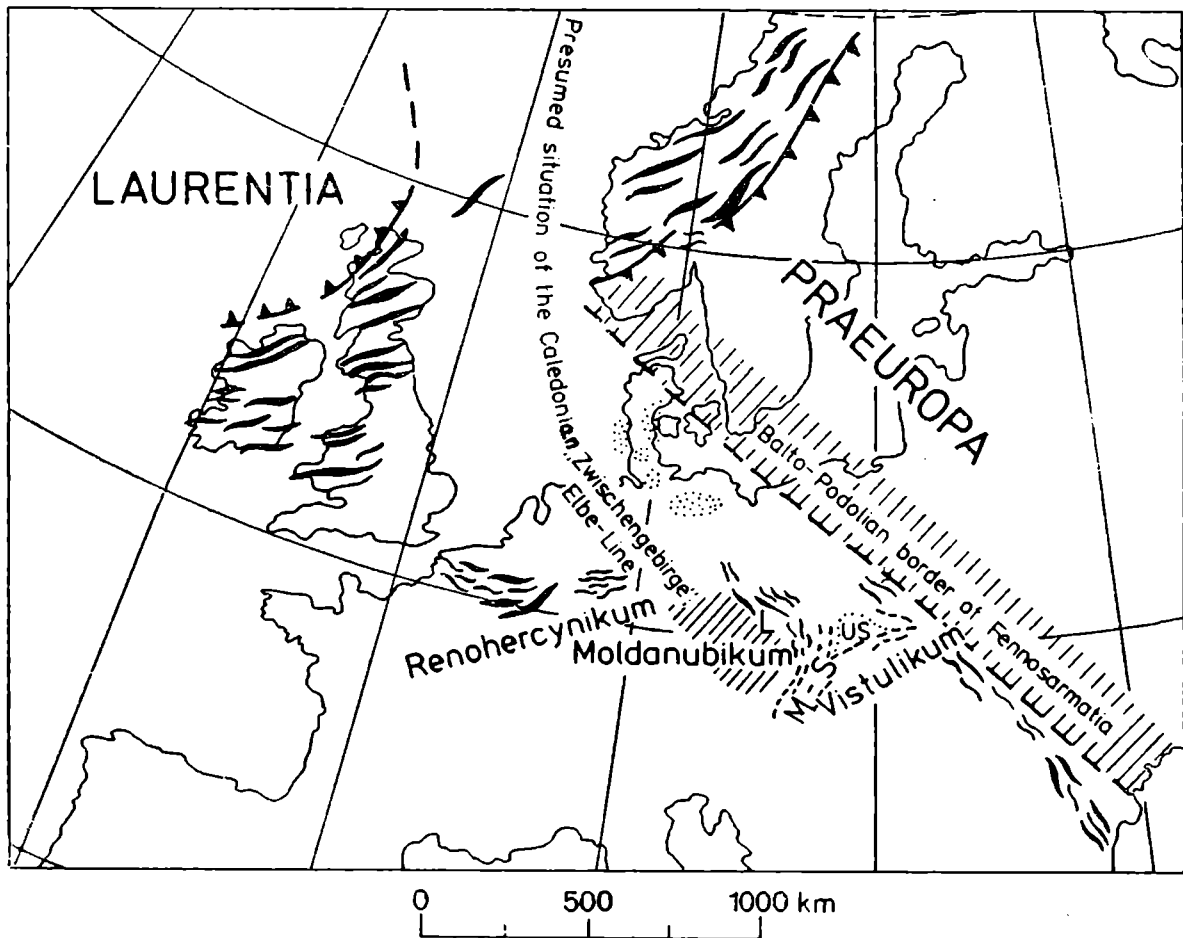 LAURENTIA
Presumed situation of the Caledonian Zwischengebirge
PRAEUROPA
Balto-Podolian border of Fennosarmatia
Elbe-Line
Renohercynikum
Moldanubikum
L
US
M-S
Vistulikum
0 500 1000 km